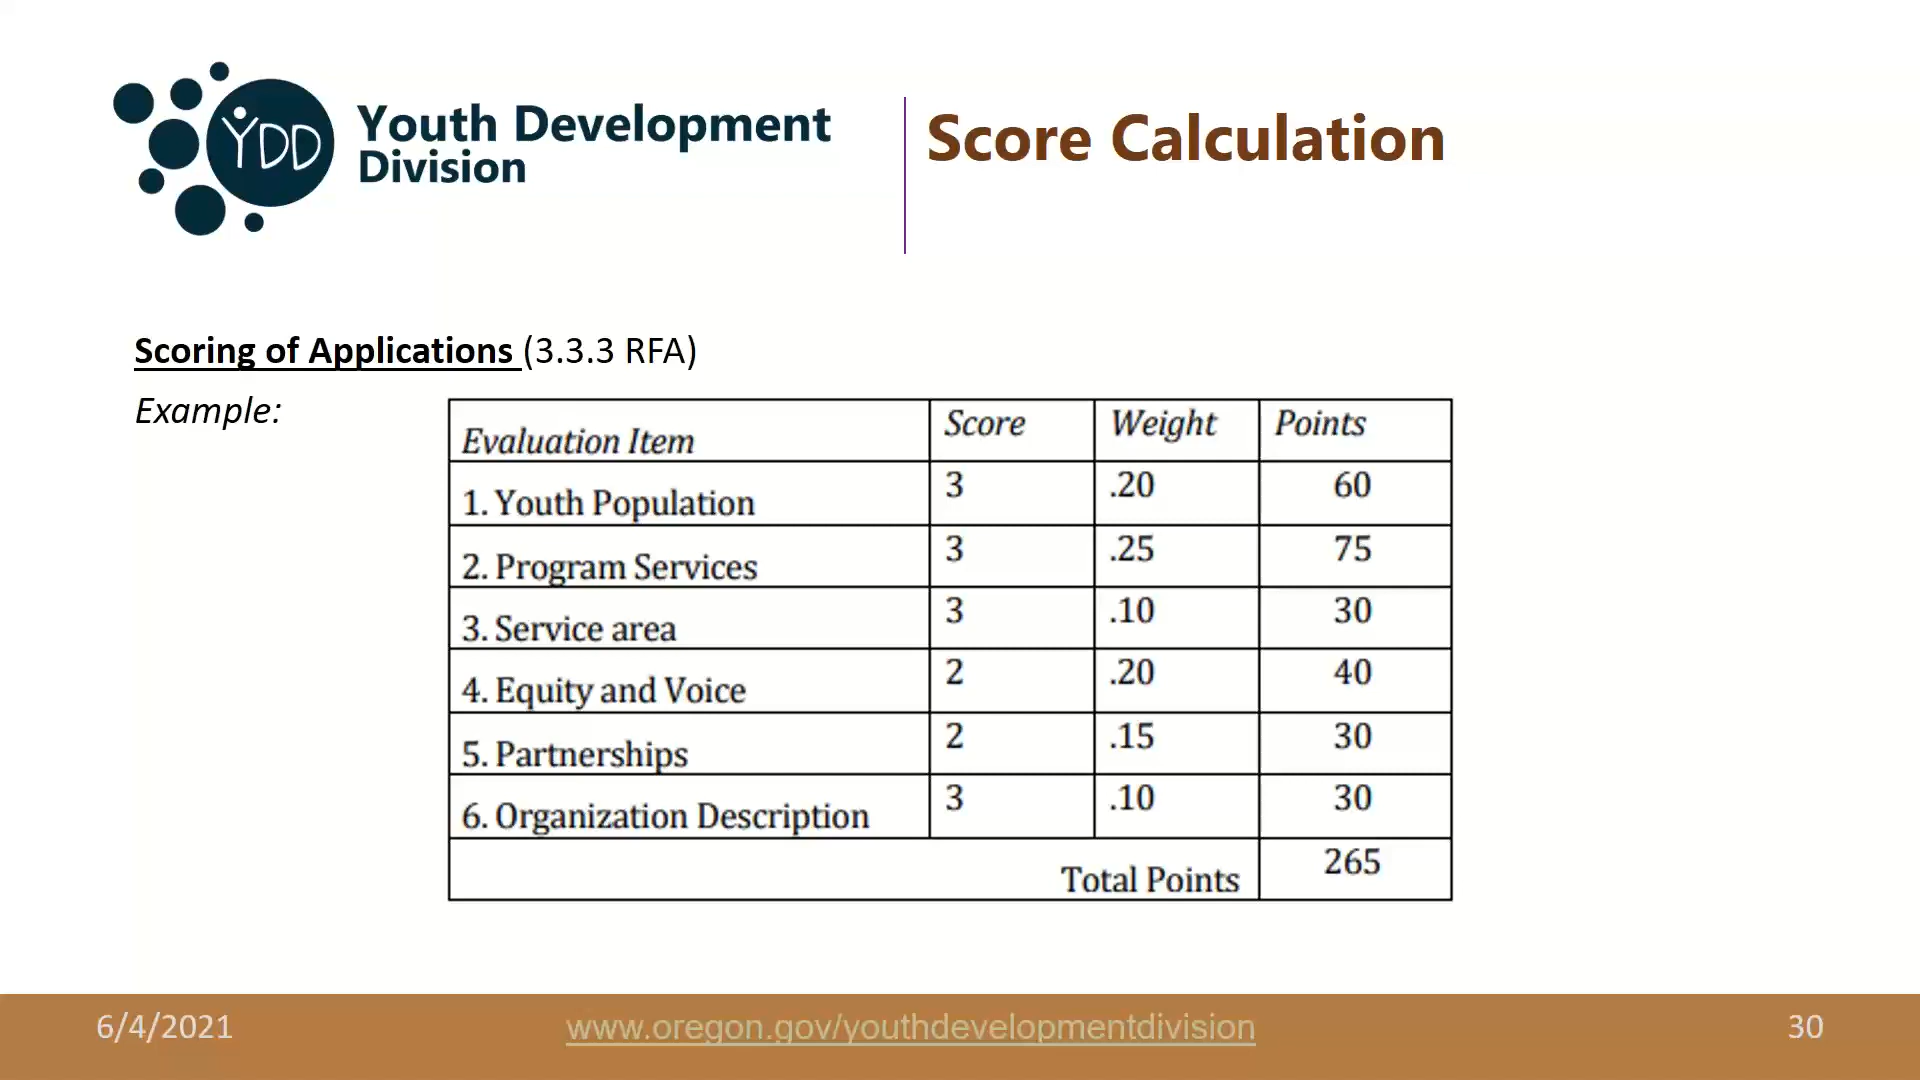 YDD
Youth Development
Division
Score Calculation
Scoring of Applications (3.3.3 RFA)
Example:
Evaluation Item Score Weight Points
1. Youth Population 3 .20 60
2. Program Services 3 .25 75
3. Service area 3 .10 30
4. Equity and Voice 2 .20 40
5. Partnerships 2 .15 30
6. Organization Description 3 .10 30
Total Points 265
6/4/2021 www.oregon.gov/youthdevelopmentdivision 30